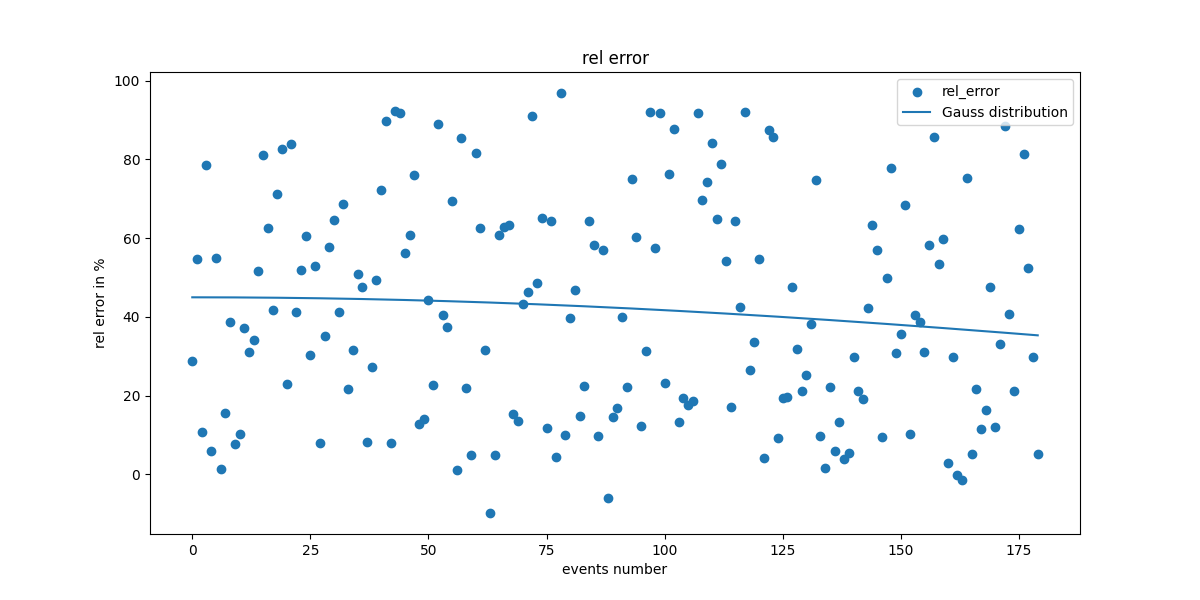 rel error
rel_error
Gauss distribution
100
80
60
40
20
0
rel error in %
0 25 50 75 100 125 150 175
events number